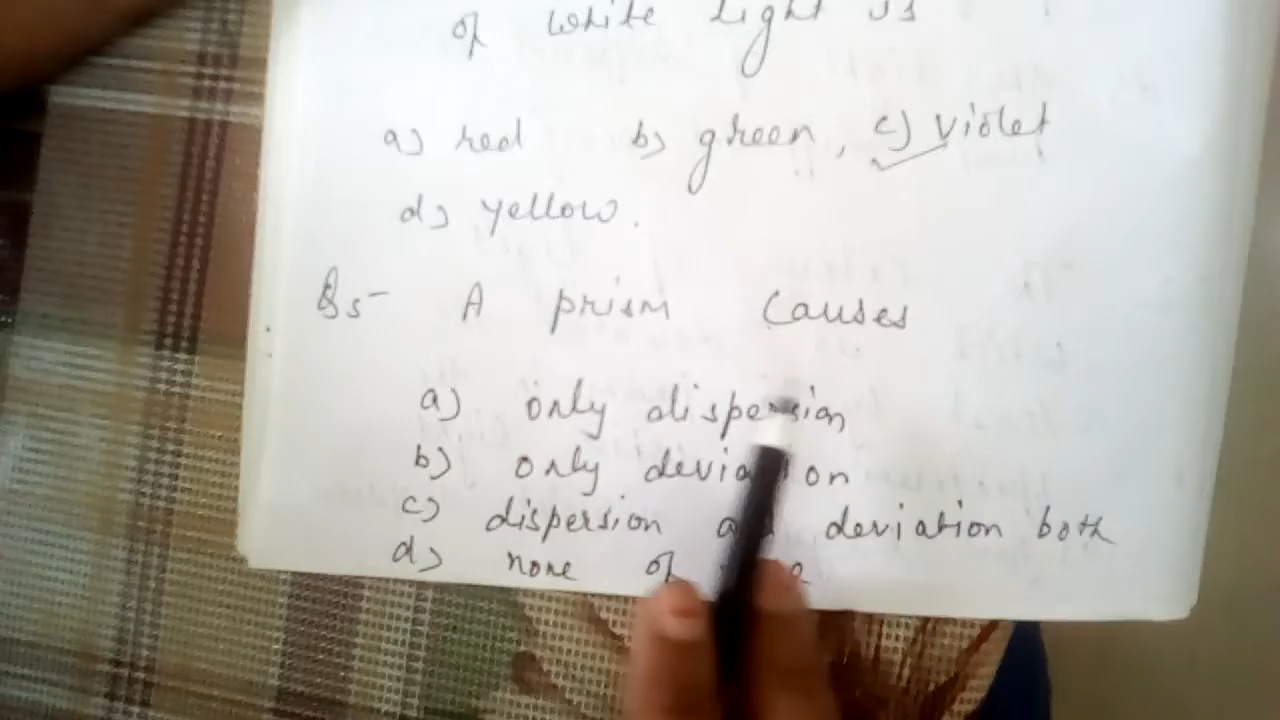 of white light is
a) red b) green, c) violet
d) yellow.
Q5- A prism causes
a) only dispersion
b) only deviation
c) dispersion and deviation both
d) none of